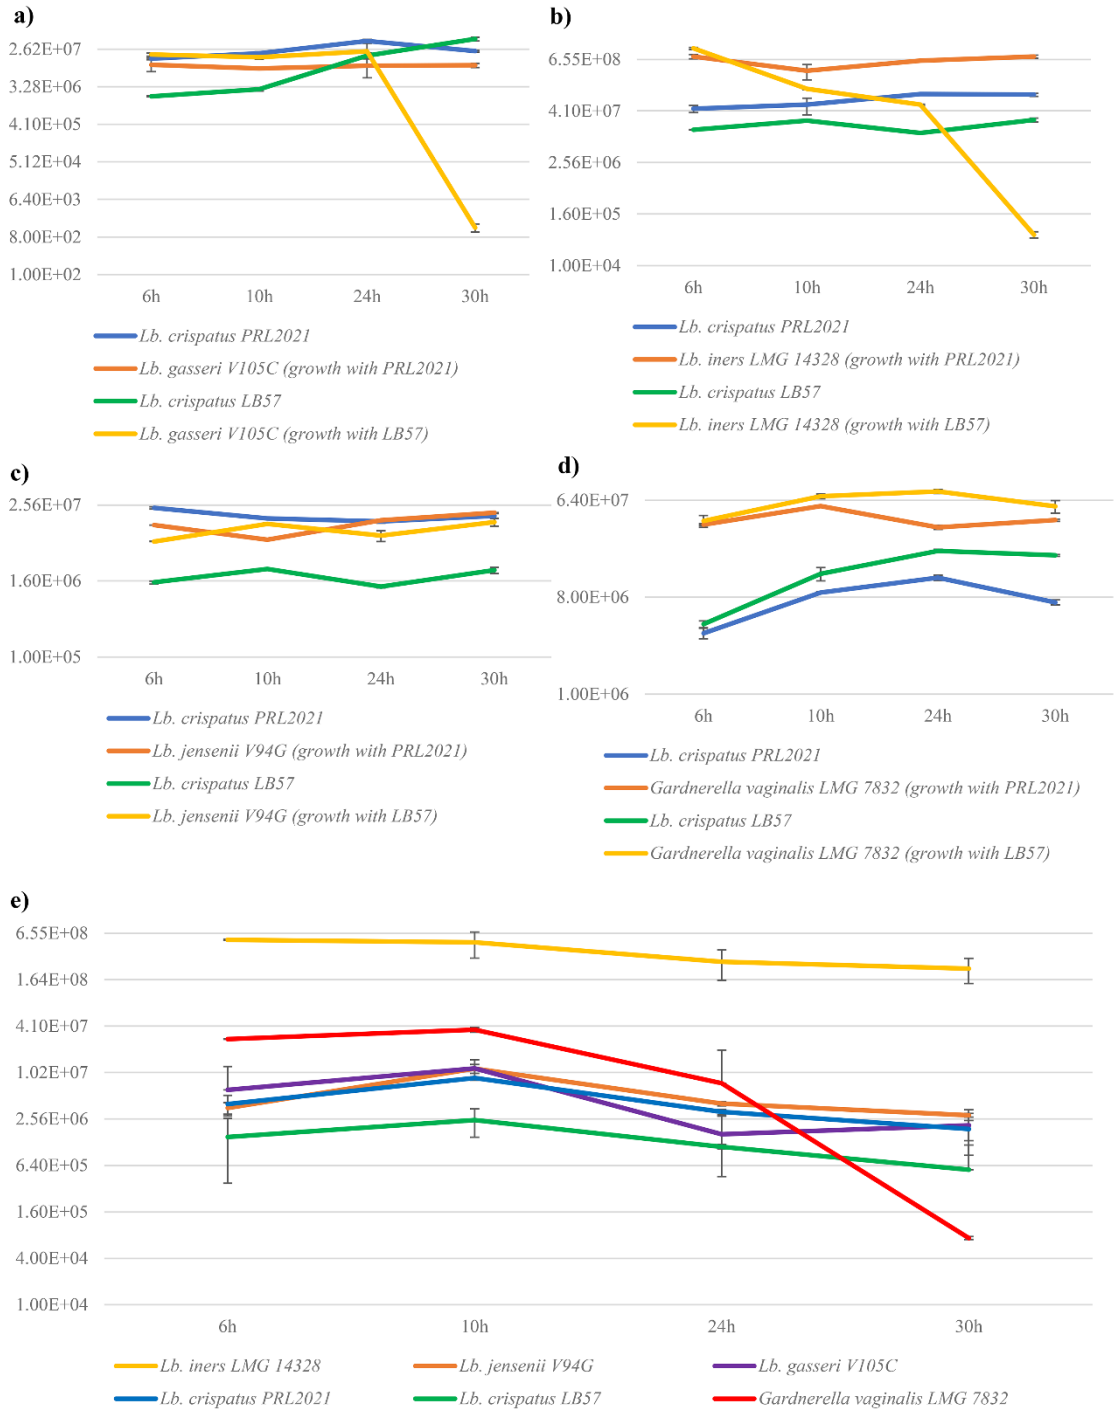 a)
2.62E+07
3.28E+06
4.10E+05
5.12E+04
6.40E+03
8.00E+02
1.00E+02
6h 10h 24h 30h
Lb. crispatus PRL2021
Lb. gasseri V105C (growth with PRL2021)
Lb. crispatus LB57
Lb. gasseri V105C (growth with LB57)
b)
6.55E+08
4.10E+07
2.56E+06
1.60E+05
1.00E+04
6h 10h 24h 30h
Lb. crispatus PRL2021
Lb. iners LMG 14328 (growth with PRL2021)
Lb. crispatus LB57
Lb. iners LMG 14328 (growth with LB57)
c)
2.56E+07
1.60E+06
1.00E+05
6h 10h 24h 30h
Lb. crispatus PRL2021
Lb. jensenii V94G (growth with PRL2021)
Lb. crispatus LB57
Lb. jensenii V94G (growth with LB57)
d)
6.40E+07
8.00E+06
1.00E+06
6h 10h 24h 30h
Lb. crispatus PRL2021
Gardnerella vaginalis LMG 7832 (growth with PRL2021)
Lb. crispatus LB57
Gardnerella vaginalis LMG 7832 (growth with LB57)
e)
6.55E+08
1.64E+08
4.10E+07
1.02E+07
2.56E+06
6.40E+05
1.60E+05
4.00E+04
1.00E+04
6h 10h 24h 30h
Lb. iners LMG 14328 Lb. jensenii V94G Lb. gasseri V105C
Lb. crispatus PRL2021 Lb. crispatus LB57 Gardnerella vaginalis LMG 7832